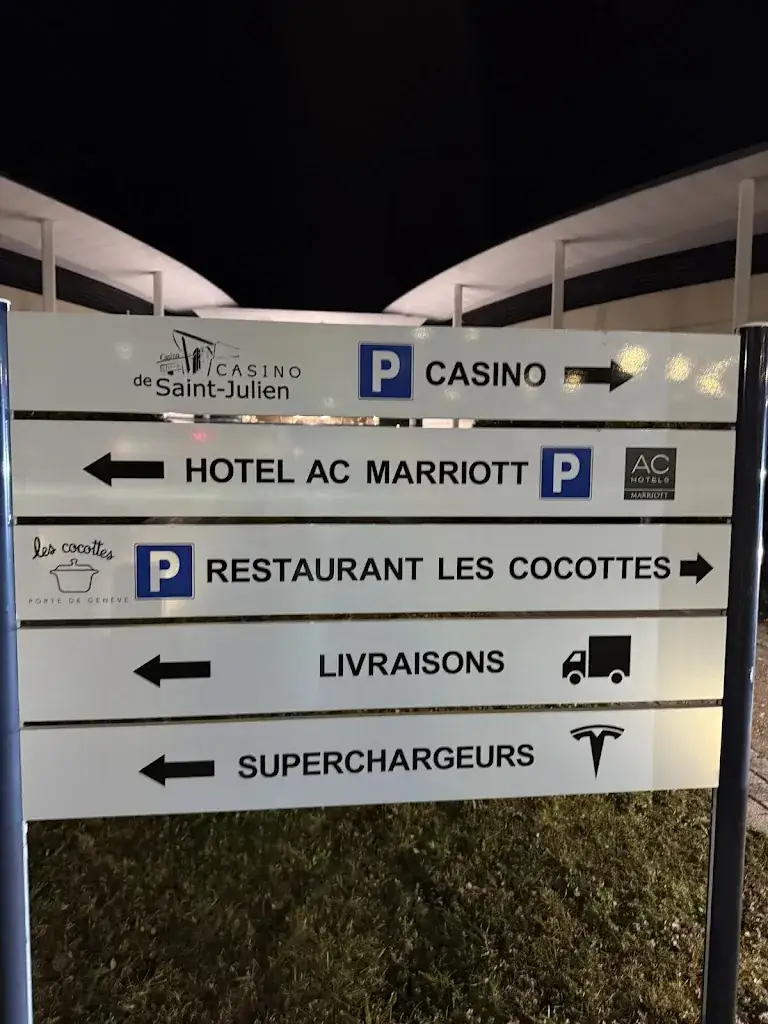 CASINO
de Saint-Julien
P CASINO
HOTEL AC MARRIOTT P
AC
HOTELS
MARRIOTT
les cocottes
PORTE DE GENÈVE
P RESTAURANT LES COCOTTES
LIVRAISONS
SUPERCHARGEURS